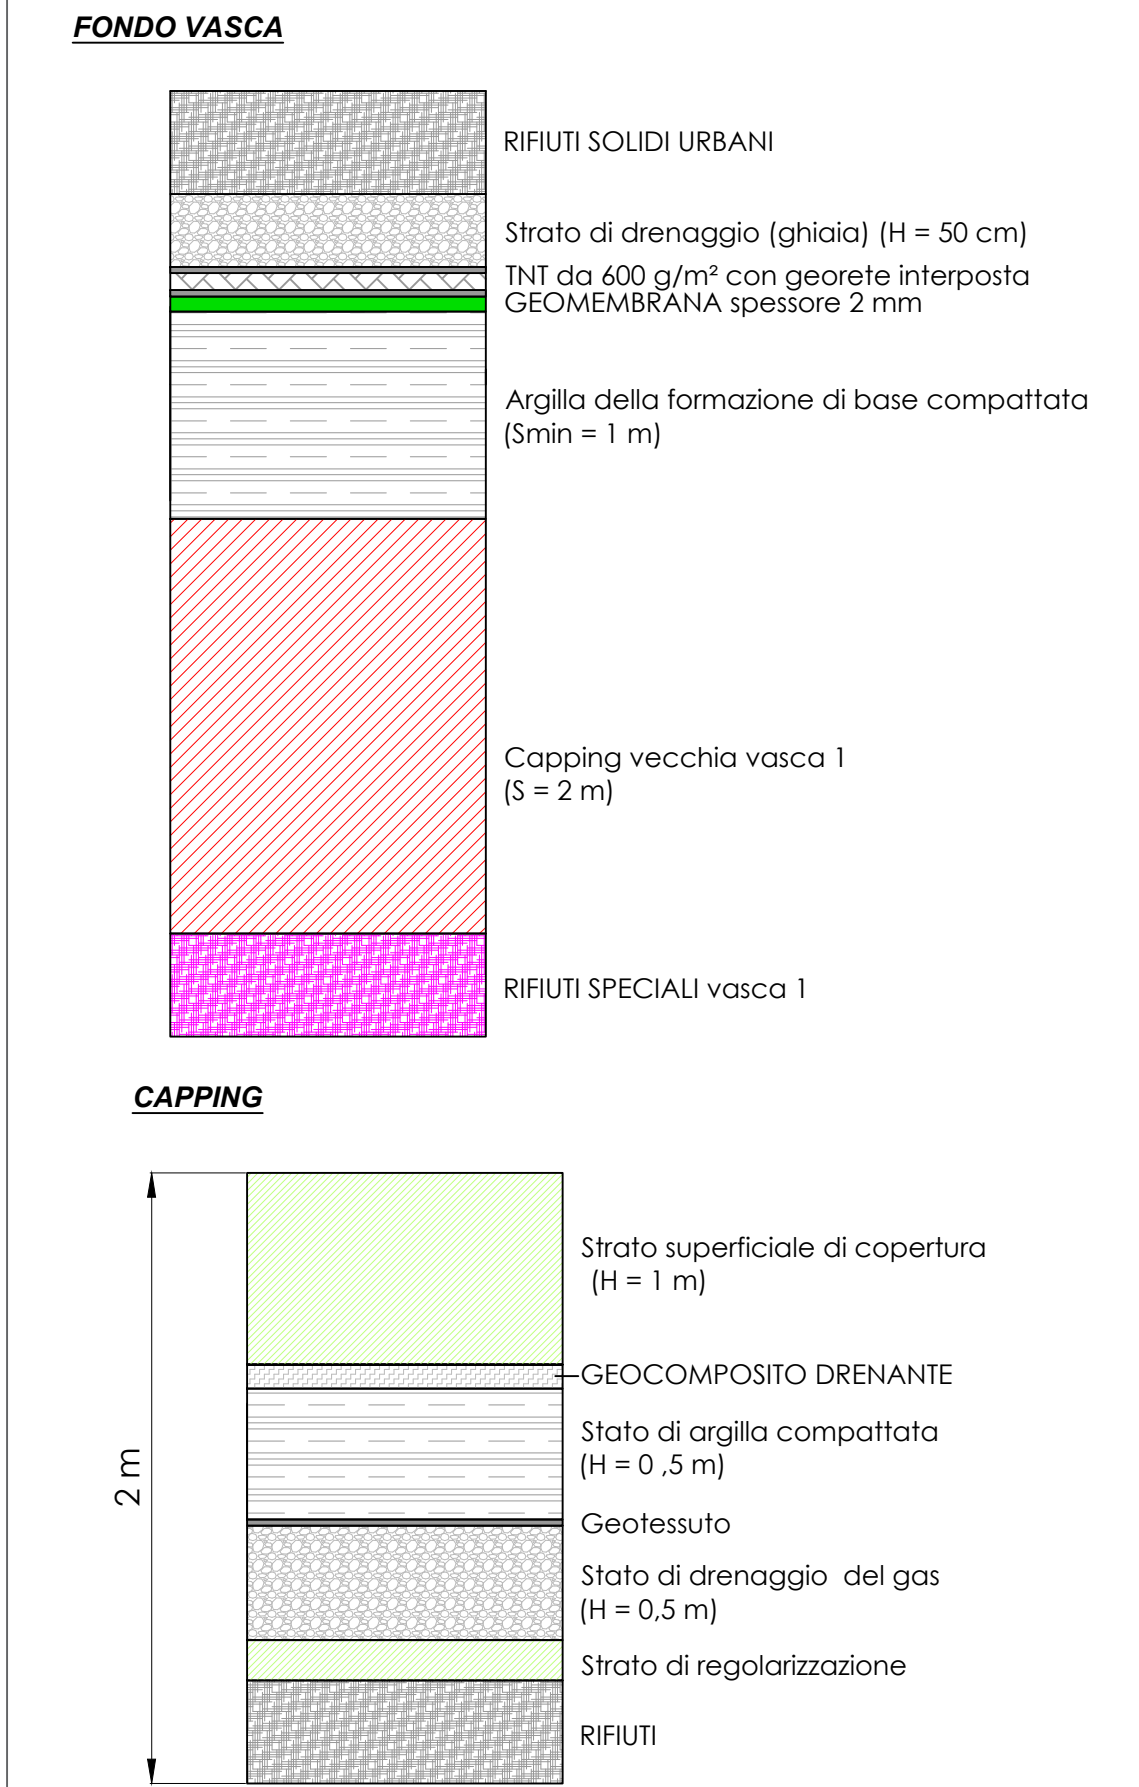 FONDO VASCA
RIFIUTI SOLIDI URBANI
Strato di drenaggio (ghiaia) (H = 50 cm)
TNT da 600 g/m² con georete interposta
GEOMEMBRANA spessore 2 mm
Argilla della formazione di base compattata
(Smin = 1 m)
Capping vecchia vasca 1
(S = 2 m)
RIFIUTI SPECIALI vasca 1
CAPPING
2 m
Strato superficiale di copertura
(H = 1 m)
GEOCOMPOSITO DRENANTE
Stato di argilla compattata
(H = 0 ,5 m)
Geotessuto
Stato di drenaggio  del gas
(H = 0,5 m)
Strato di regolarizzazione
RIFIUTI